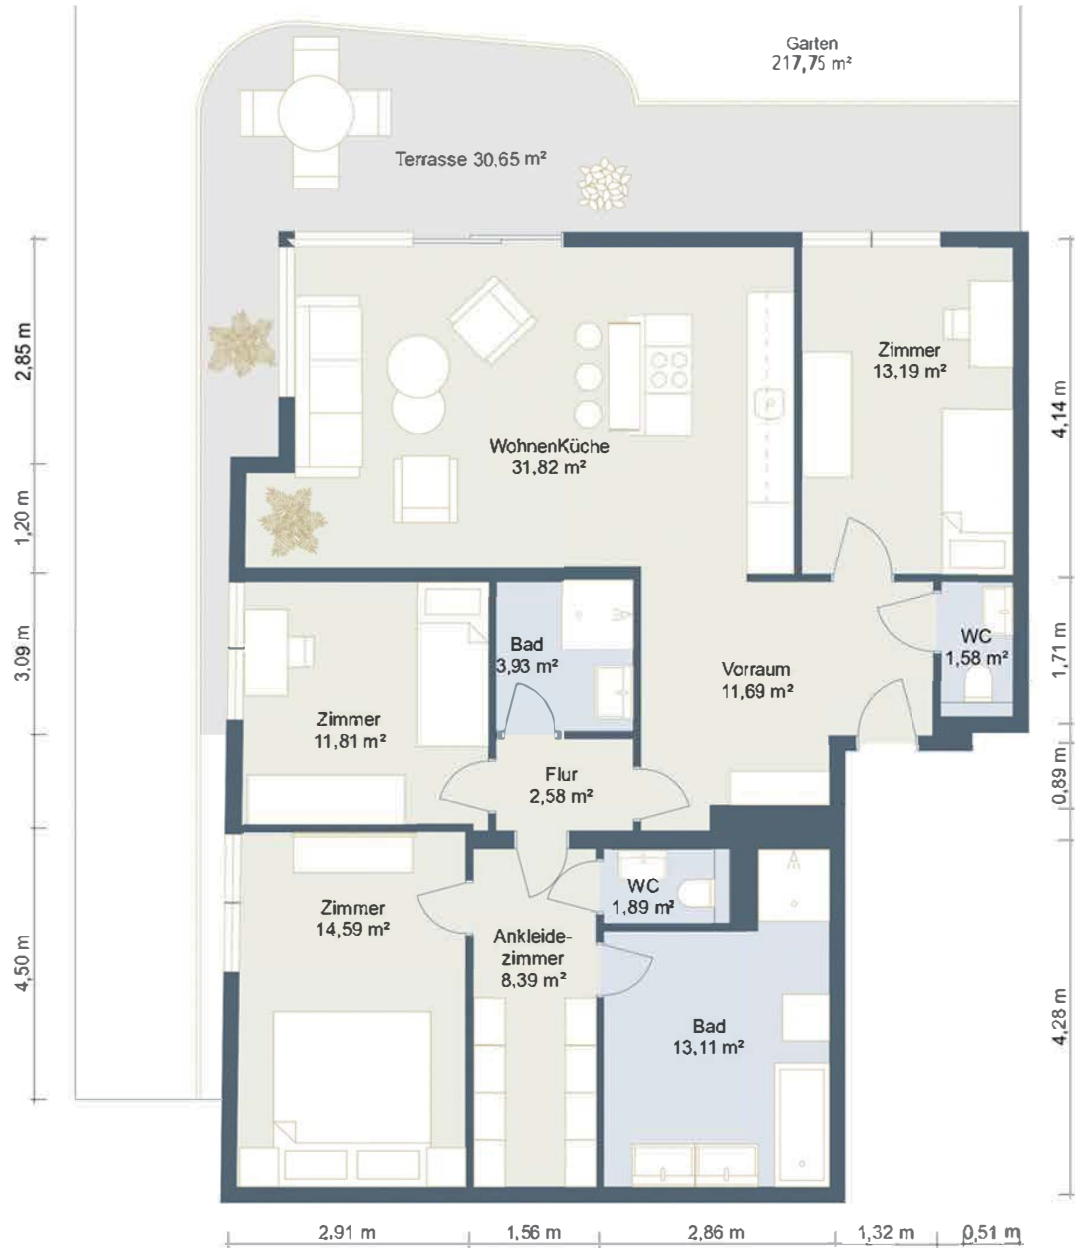 Garten
217,75 m²
Terrasse 30,65 m²
2,85 m
1,20 m
3,09 m
4,50 m
Zimmer
13,19 m²
4,14 m
WohnenKüche
31,82 m²
Bad
3,93 m²
Vorraum
11,69 m²
WC
1,58 m²
1,71 m
0,89 m
4,28 m
Zimmer
11,81 m²
Flur
2,58 m²
Zimmer
14,59 m²
WC
1,89 m²
Ankleide-
zimmer
8,39 m²
Bad
13,11 m²
2,91 m
1,56 m
2,86 m
1,32 m
0,51 m